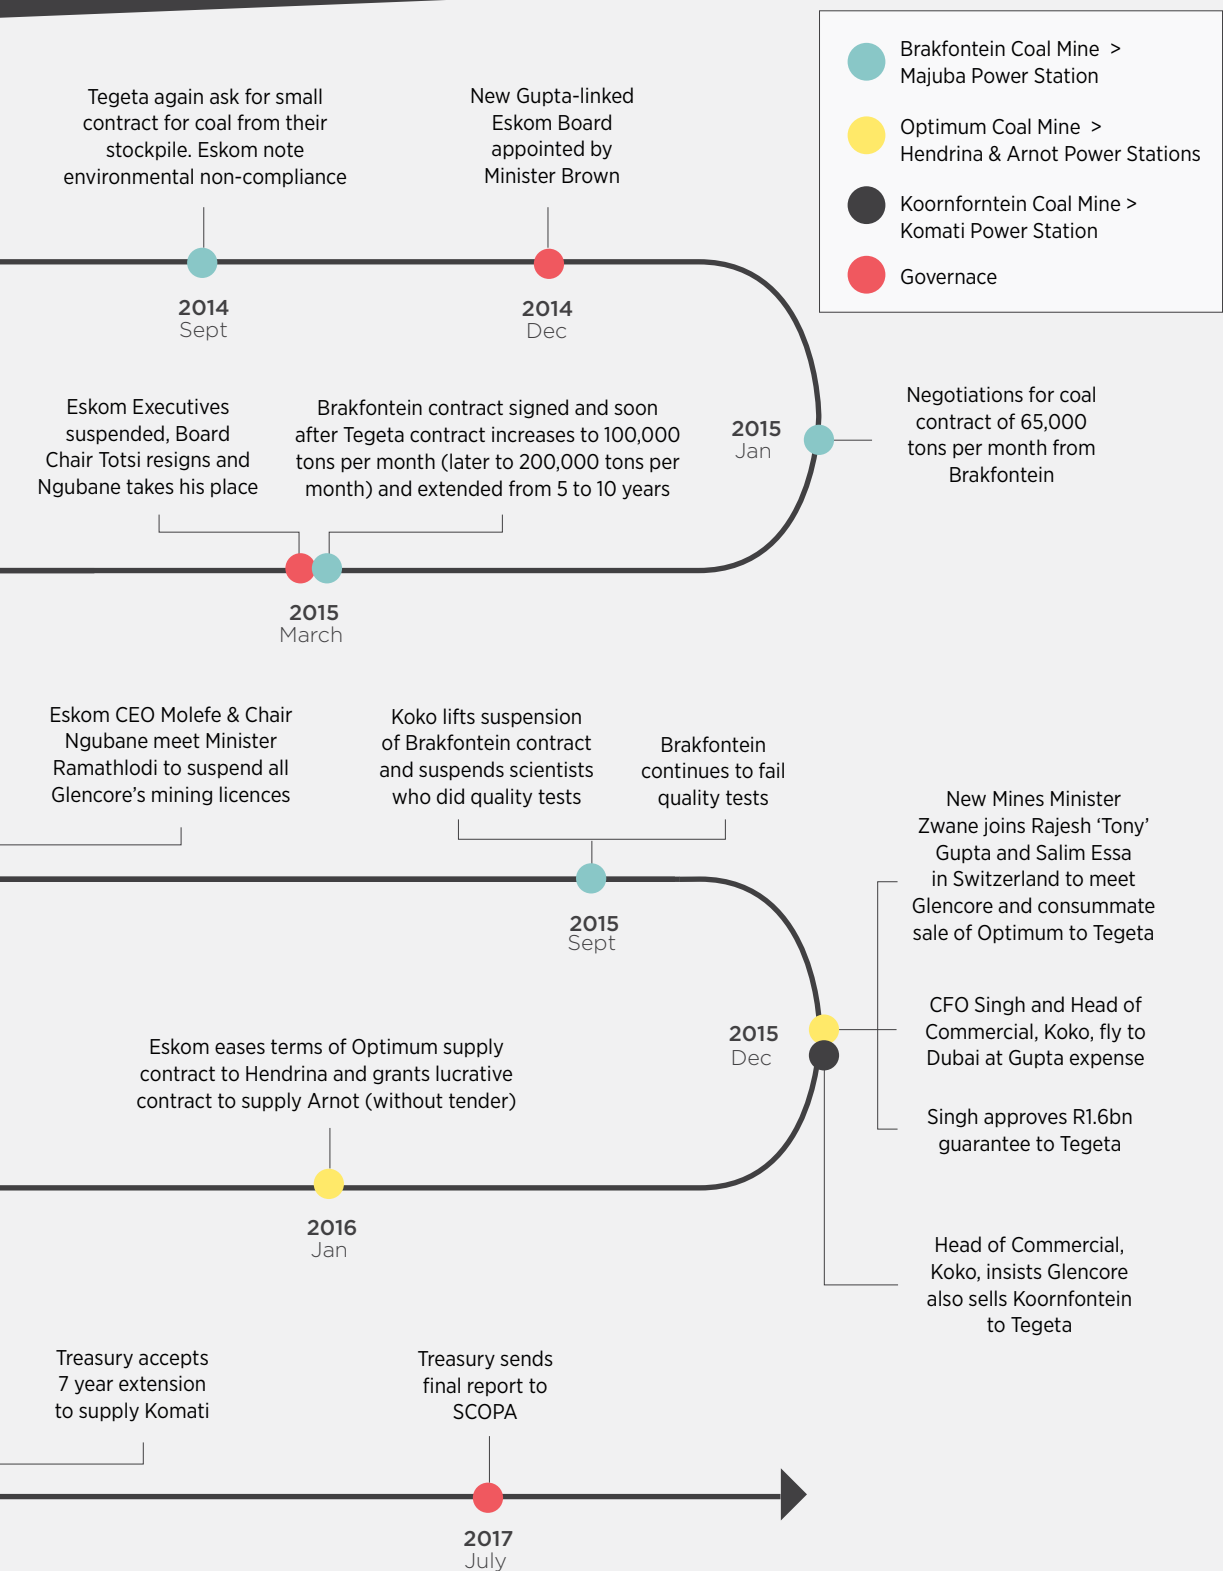 Brakfontein Coal Mine >
Majuba Power Station
Optimum Coal Mine >
Hendrina & Arnot Power Stations
Koornforntein Coal Mine >
Komati Power Station
Governace
Tegeta again ask for small
contract for coal from their
stockpile. Eskom note
environmental non-compliance
2014
Sept
New Gupta-linked
Eskom Board
appointed by
Minister Brown
2014
Dec
Negotiations for coal
contract of 65,000
tons per month from
Brakfontein
2015
Jan
Eskom Executives
suspended, Board
Chair Totsi resigns and
Ngubane takes his place
Brakfontein contract signed and soon
after Tegeta contract increases to 100,000
tons per month (later to 200,000 tons per
month) and extended from 5 to 10 years
2015
March
Eskom CEO Molefe & Chair
Ngubane meet Minister
Ramathlodi to suspend all
Glencore’s mining licences
Koko lifts suspension
of Brakfontein contract
and suspends scientists
who did quality tests
Brakfontein
continues to fail
quality tests
2015
Sept
New Mines Minister
Zwane joins Rajesh ‘Tony’
Gupta and Salim Essa
in Switzerland to meet
Glencore and consummate
sale of Optimum to Tegeta
CFO Singh and Head of
Commercial, Koko, fly to
Dubai at Gupta expense
Singh approves R1.6bn
guarantee to Tegeta
2015
Dec
Head of Commercial,
Koko, insists Glencore
also sells Koornfontein
to Tegeta
Eskom eases terms of Optimum supply
contract to Hendrina and grants lucrative
contract to supply Arnot (without tender)
2016
Jan
Treasury accepts
7 year extension
to supply Komati
Treasury sends
final report to
SCOPA
2017
July